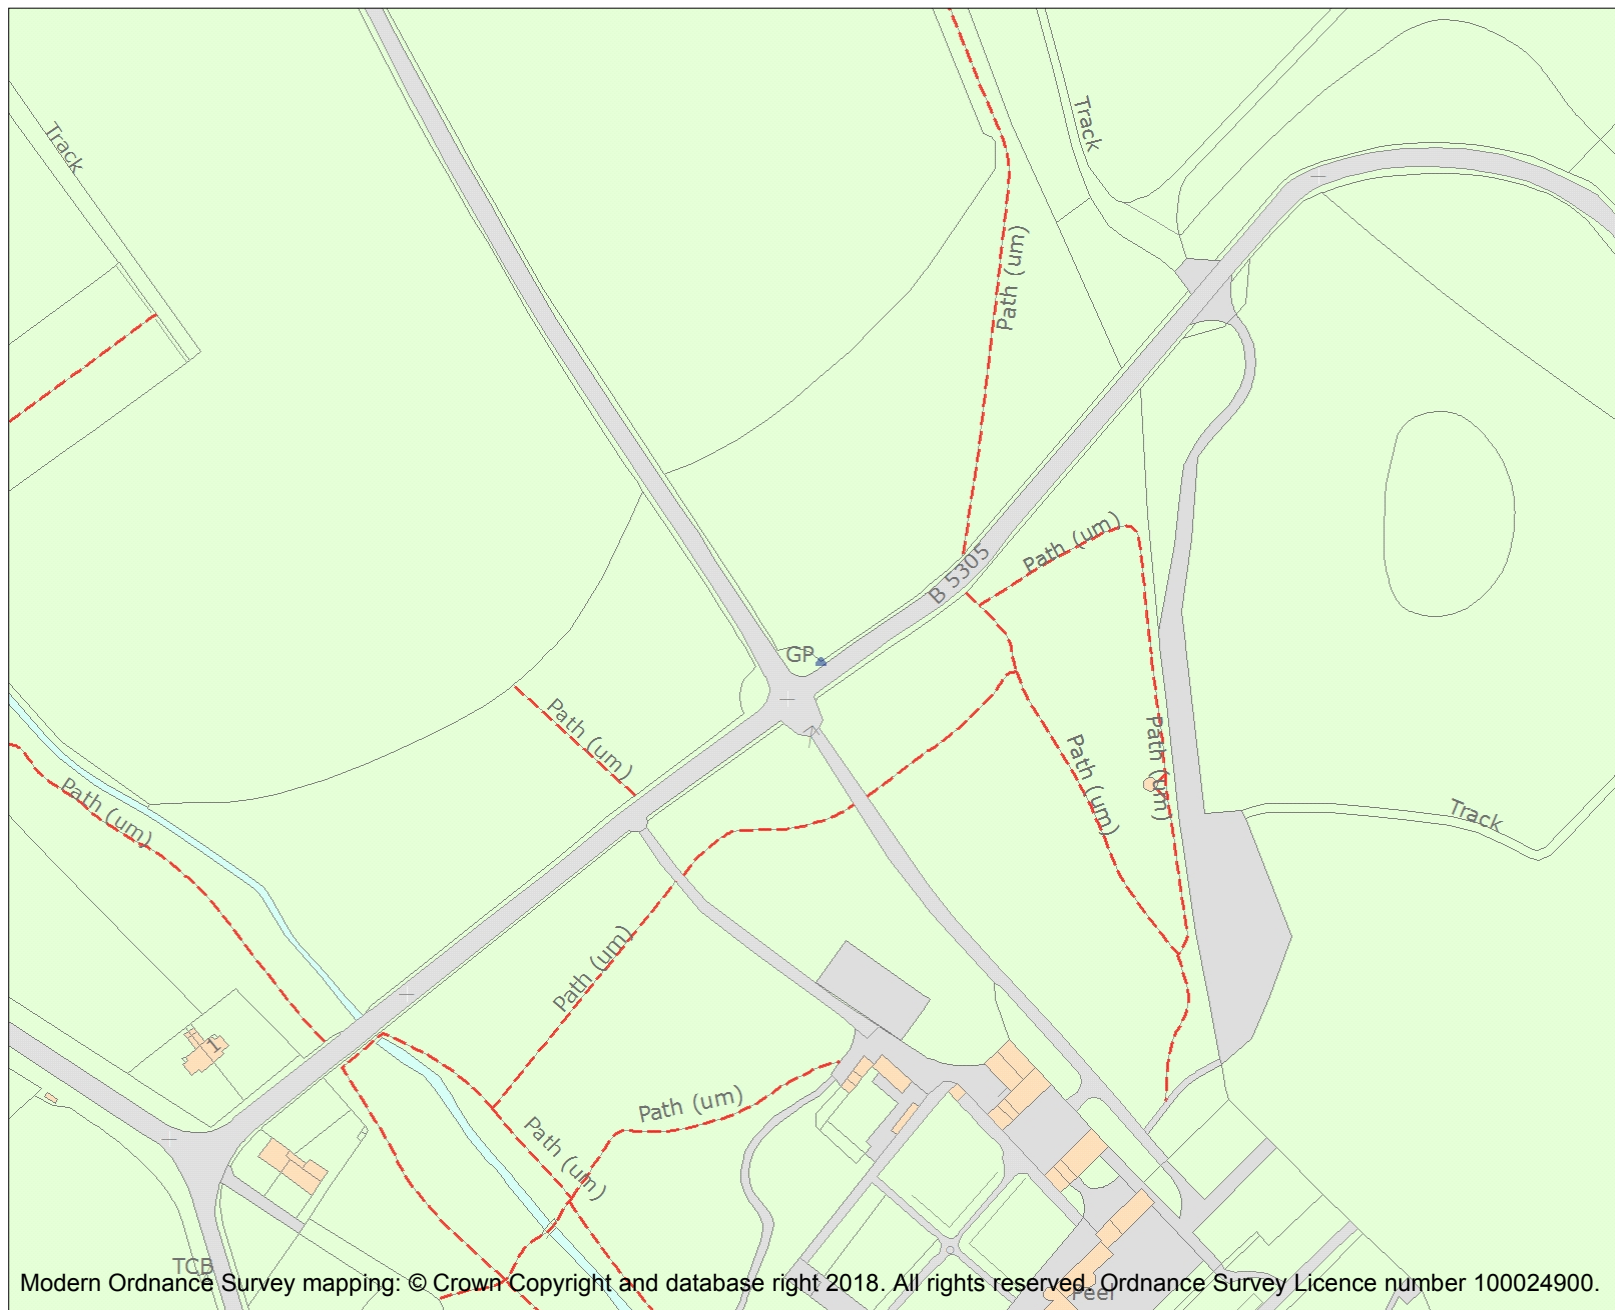 Track
Track
Path (um)
B 5305
Path (um)
GP
Path (um)
Path (um)
Path (um)
Path (um)
Track
Path (um)
1
Path (um)
Path (um)
TCB
Peel
Modern Ordnance Survey mapping: © Crown Copyright and database right 2018. All rights reserved. Ordnance Survey Licence number 100024900.